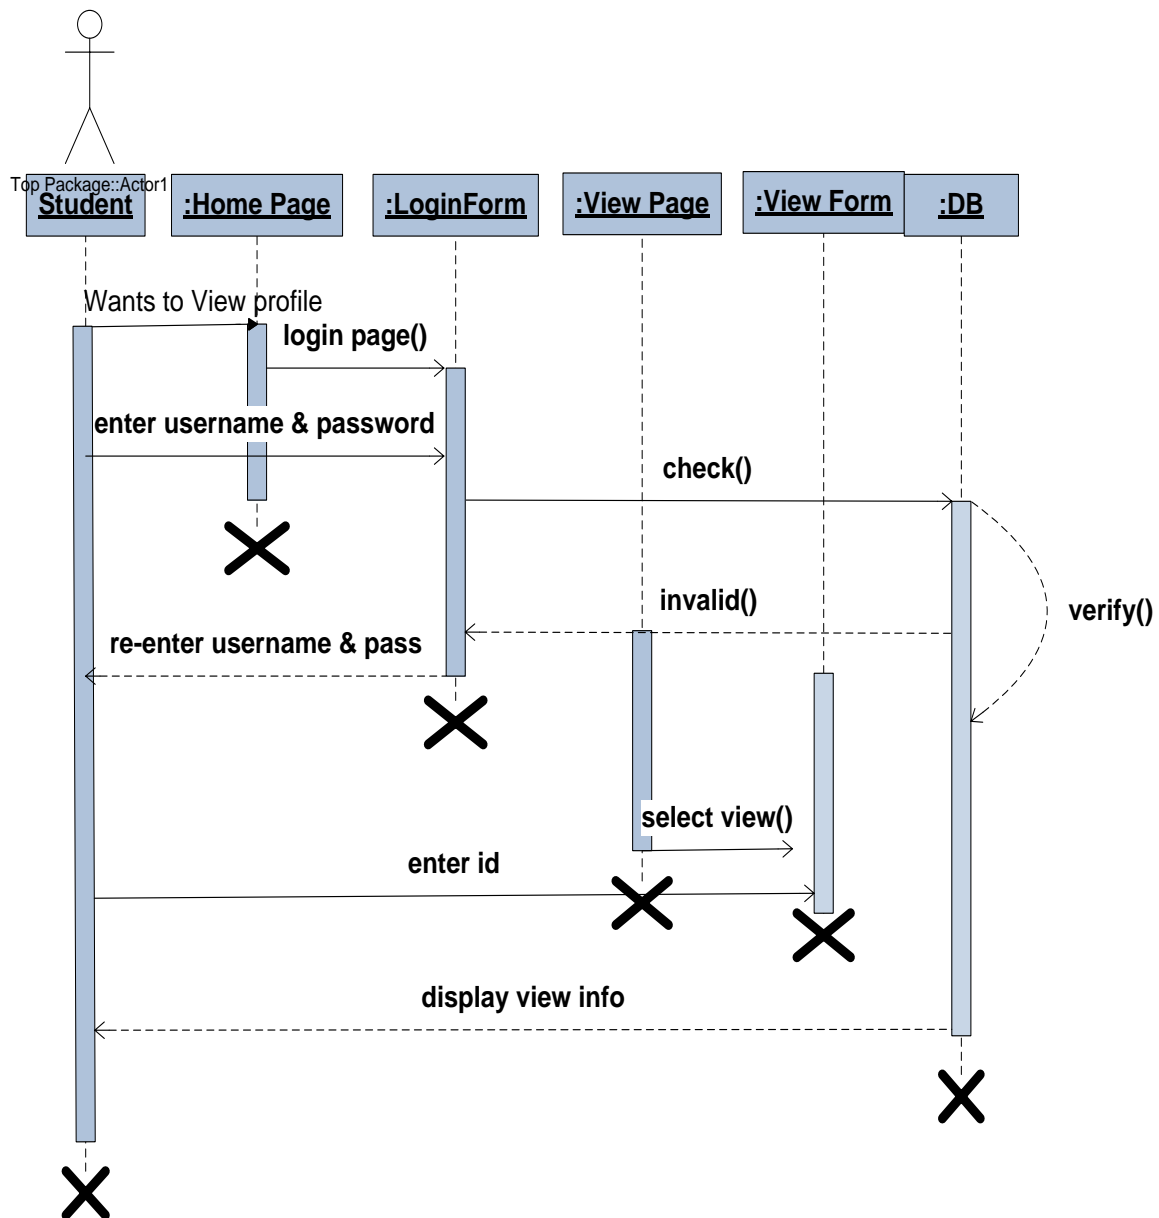 Top Package::Actor1
Student
:Home Page
:LoginForm
:View Page
:View Form
:DB
Wants to View profile
login page()
enter username & password
check()
invalid()
verify()
re-enter username & pass
select view()
enter id
display view info